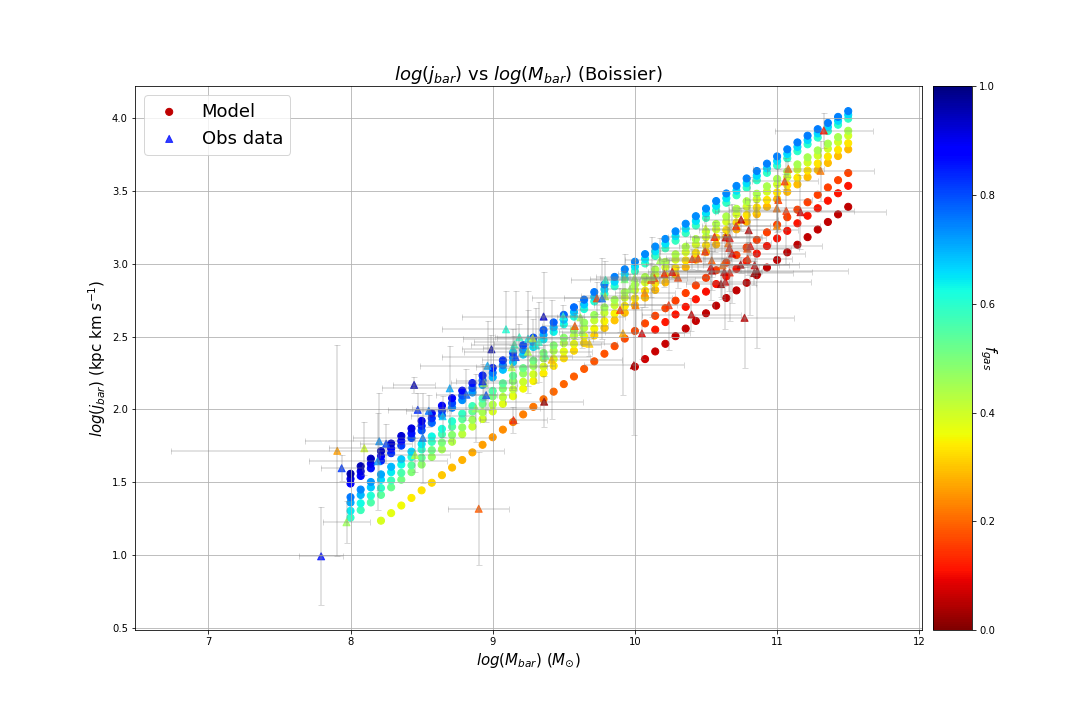 log(j_bar) vs log(M_bar) (Boissier)
Model
Obs data
log(j_bar) (kpc km s⁻¹)
4.0
3.5
3.0
2.5
2.0
1.5
1.0
0.5
7 8 9 10 11 12
log(M_bar) (M_⊙)
1.0
0.8
0.6
0.4
0.2
0.0
f_gas